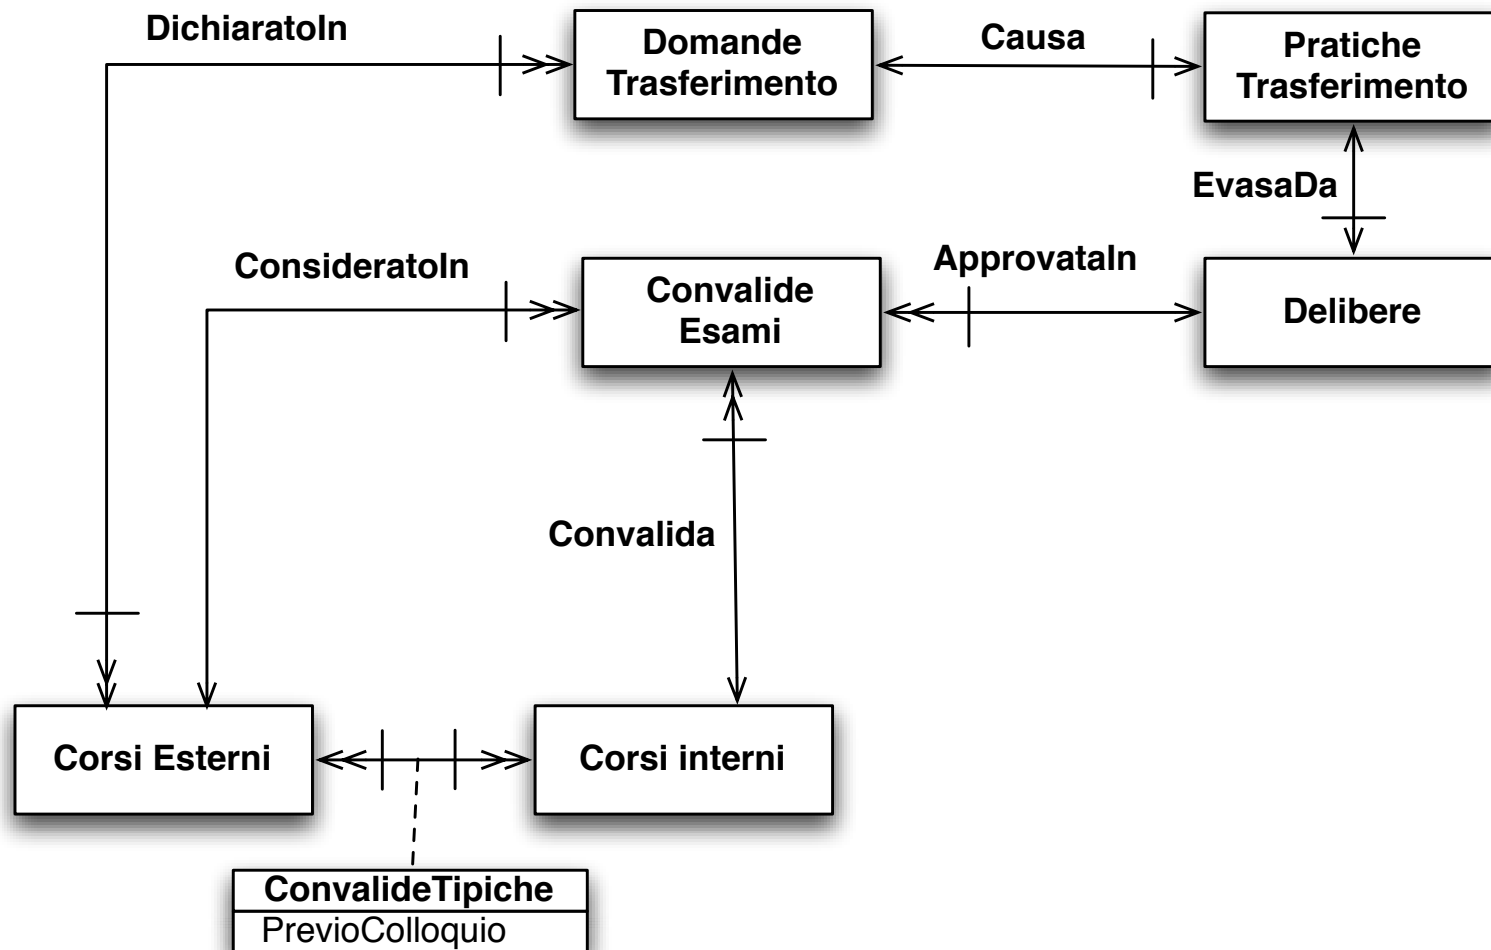 DichiaratoIn
Domande
Trasferimento
Causa
Pratiche
Trasferimento
EvasaDa
ConsideratoIn
Convalide
Esami
ApprovataIn
Delibere
Convalida
Corsi Esterni
Corsi interni
ConvalideTipiche
PrevioColloquio